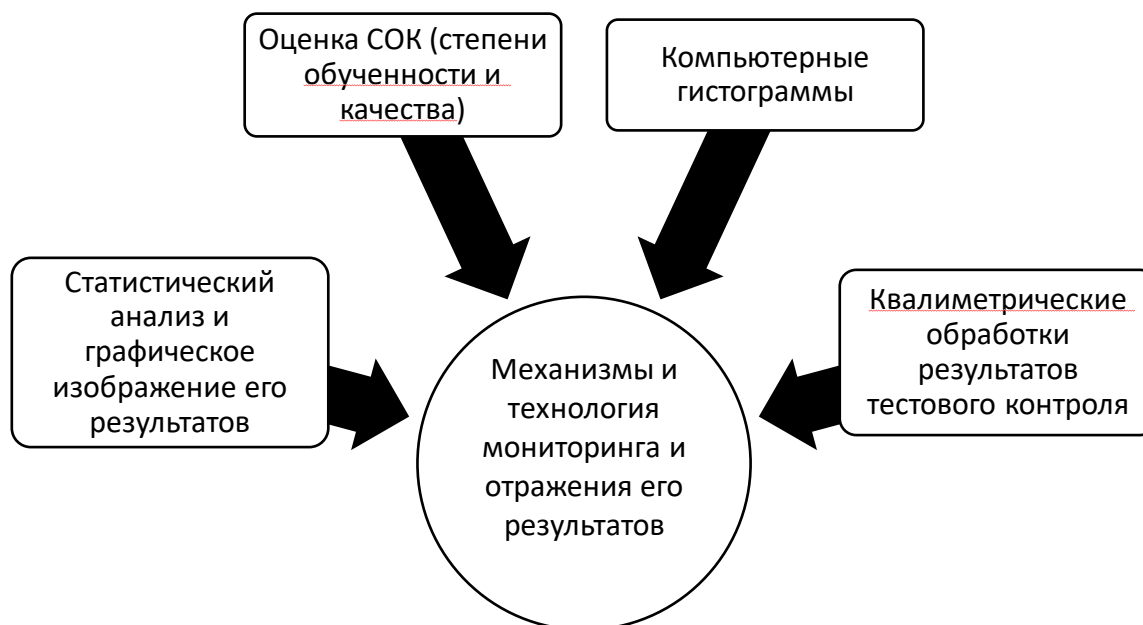 Оценка СОК (степени
обученности и
качества)
Компьютерные
гистограммы
Статистический
анализ и
графическое
изображение его
результатов
Квалиметрические
обработки
результатов
тестового контроля
Механизмы и
технология
мониторинга и
отражения его
результатов